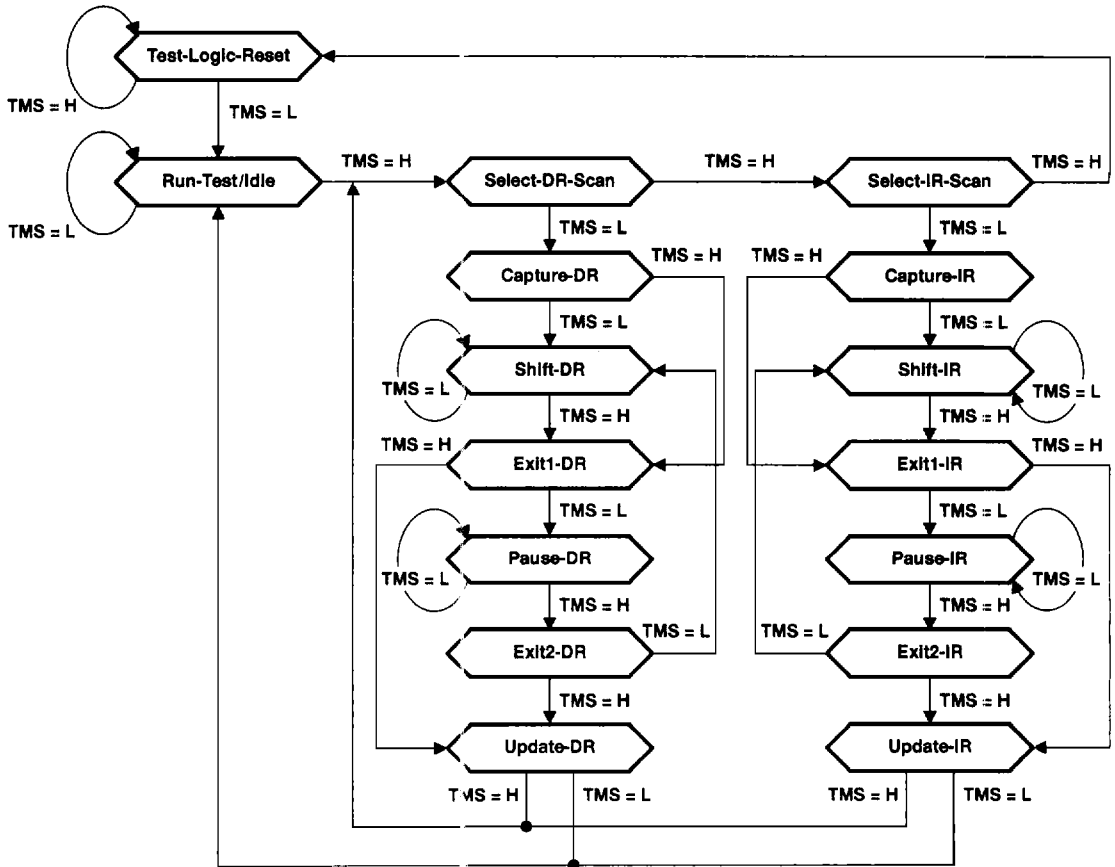 Test-Logic-Reset
TMS = H
TMS = L
TMS = H
TMS = H
TMS = H
Run-Test/Idle
Select-DR-Scan
Select-IR-Scan
TMS = L
TMS = L
TMS = L
TMS = H
TMS = H
Capture-DR
Capture-IR
TMS = L
TMS = L
Shift-DR
Shift-IR
TMS = L
TMS = L
TMS = H
TMS = H
TMS = H
TMS = H
Exit1-DR
Exit1-IR
TMS = L
TMS = L
Pause-DR
Pause-IR
TMS = L
TMS = L
TMS = H
TMS = H
TMS = L
TMS = L
Exit2-DR
Exit2-IR
TMS = H
TMS = H
Update-DR
Update-IR
TMS = H
TMS = L
TMS = H
TMS = L